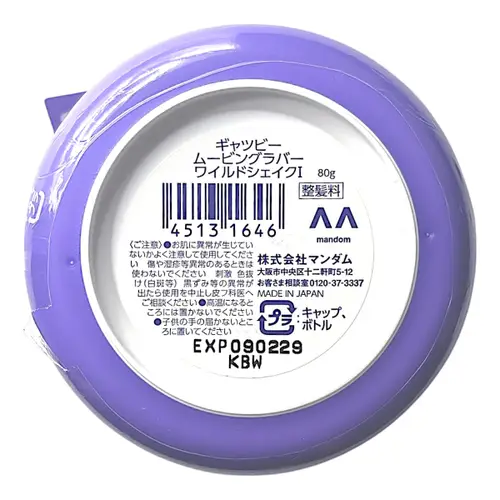 ギャツビー
ムービングラバー
ワイルドシェイクI
80g
整髪料
4513 1646
mandom
〈ご注意〉●お肌に異常が生じてい
ないかよく注意して使用してくださ
い 傷や湿疹等異常のあるときは
使わないでください 刺激 色抜
け(白斑等) 黒ずみ等の異常が
出たら使用を中止し皮フ科医へ
ご相談ください ●高温になると
ころには置かないでください
●子供の手の届かないとこ
ろに置いてください
株式会社マンダム
大阪市中央区十二軒町5-12
お客さま相談室0120-37-3337
MADE IN JAPAN
プラ
キャップ、
ボトル
EXP090229
KBW